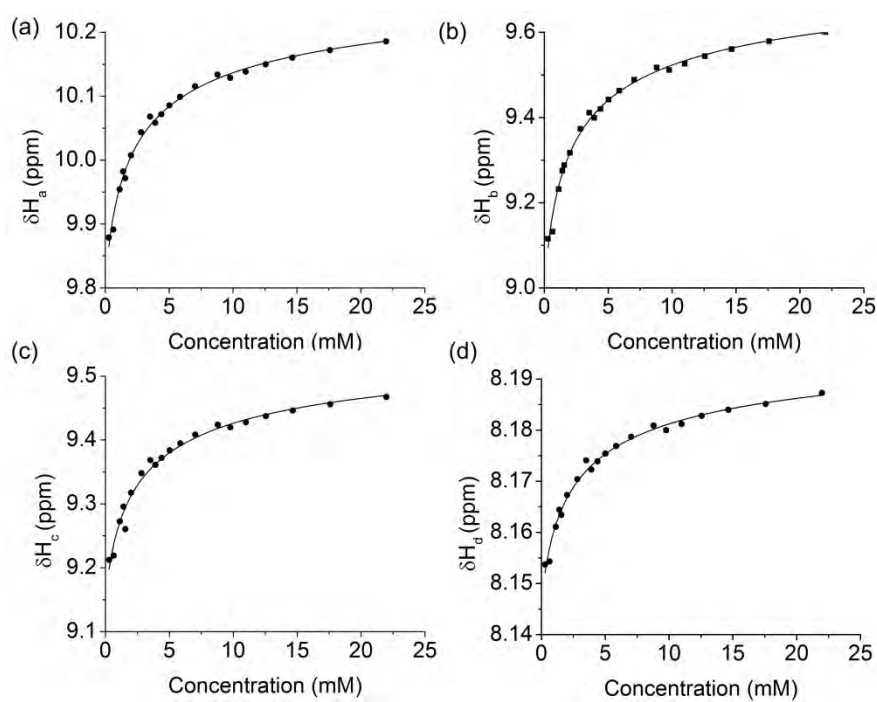 (a)
10.2
10.1
10.0
9.9
9.8
δHa (ppm)
0 5 10 15 20 25
Concentration (mM)
(b)
9.6
9.4
9.2
9.0
δHb (ppm)
0 5 10 15 20 25
Concentration (mM)
(c)
9.5
9.4
9.3
9.2
9.1
δHc (ppm)
0 5 10 15 20 25
Concentration (mM)
(d)
8.19
8.18
8.17
8.16
8.15
8.14
δHd (ppm)
0 5 10 15 20 25
Concentration (mM)